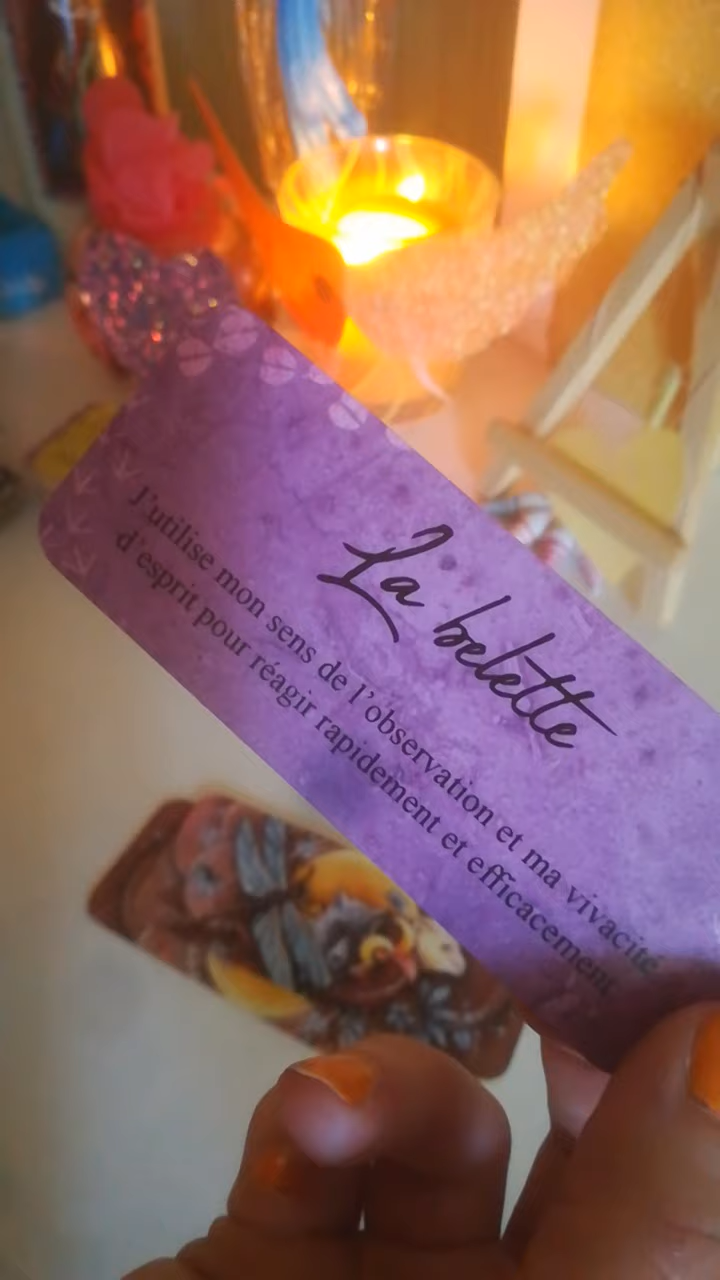 La belette
J'utilise mon sens de l'observation et ma vivacité
d'esprit pour réagir rapidement et efficacement